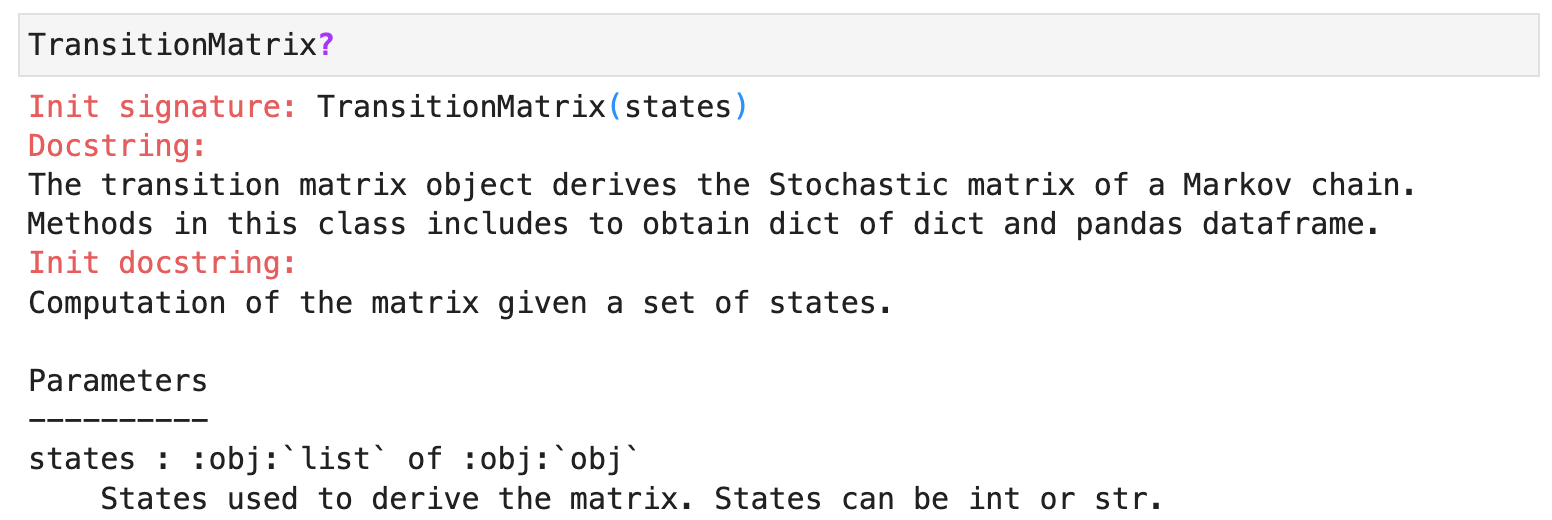 TransitionMatrix?
Init signature: TransitionMatrix(states)
Docstring:
The transition matrix object derives the Stochastic matrix of a Markov chain.
Methods in this class includes to obtain dict of dict and pandas dataframe.
Init docstring:
Computation of the matrix given a set of states.
Parameters
----------
states : :obj:`list` of :obj:`obj`
    States used to derive the matrix. States can be int or str.